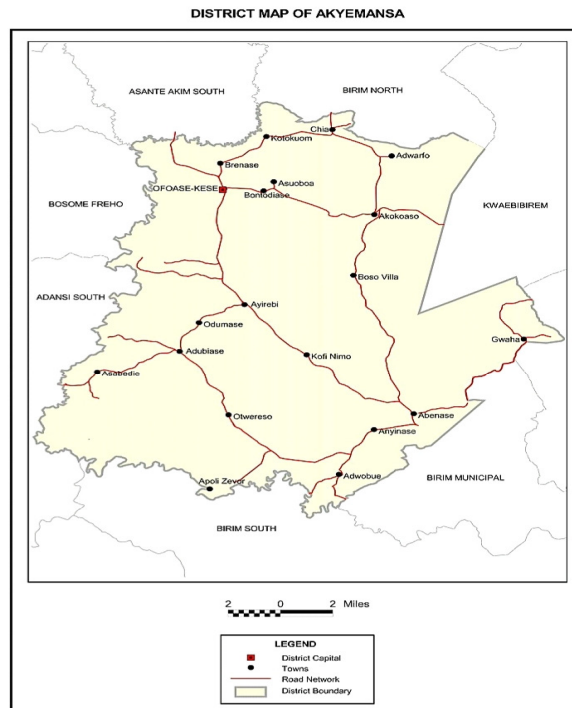 DISTRICT MAP OF AKYEMANSA
ASANTE AKIM SOUTH
BIRIM NORTH
Chia
Kotokuom
Adwarfo
Brenase
Asuoboa
OFOASE-KESE
Bontodiase
BOSOME FREHO
KWAEBIBIREM
Akokoaso
Boso Villa
ADANSI SOUTH
Ayirebi
Odumase
Gwaha
Adubiase
Kofi Nimo
Asabedie
Otwereso
Abenase
Anyinase
Apoli Zevor
Adwobue
BIRIM MUNICIPAL
BIRIM SOUTH
2 0 2 Miles
LEGEND
District Capital
Towns
Road Network
District Boundary